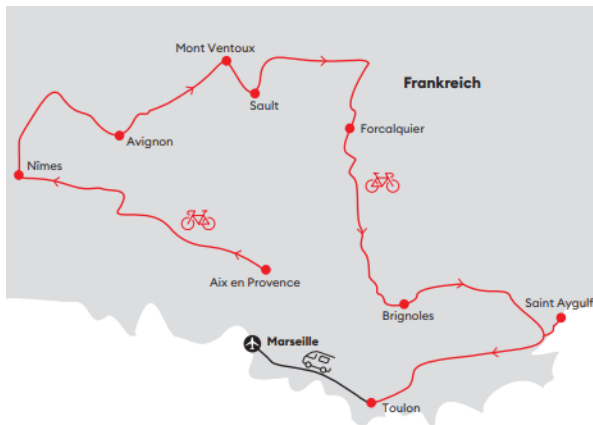 Mont Ventoux
Frankreich
Sault
Forcalquier
Avignon
Nîmes
Aix en Provence
Saint Aygulf
Brignoles
Marseille
Toulon